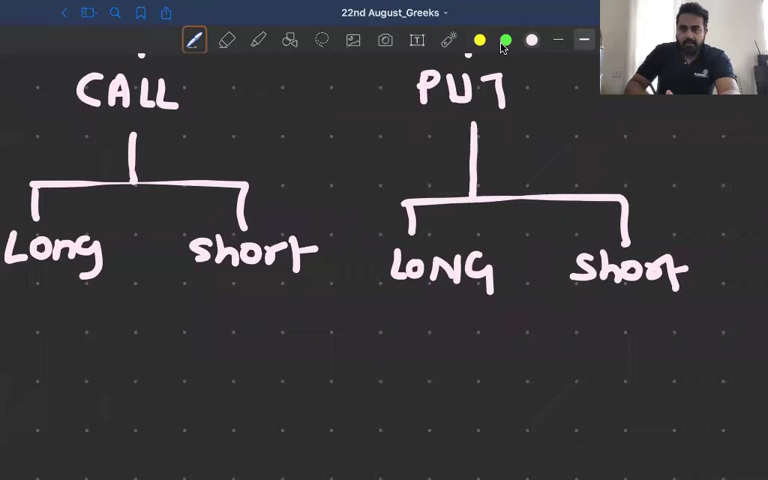 22nd August_Greeks
CALL
PUT
Long
short
LONG
short